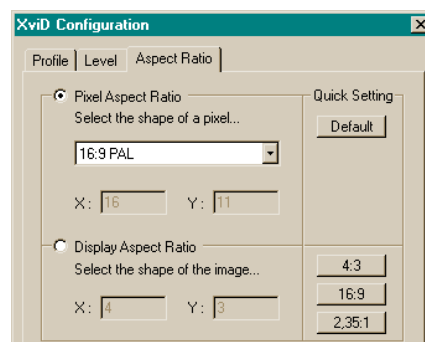 XviD Configuration
Profile Level Aspect Ratio
Pixel Aspect Ratio Quick Setting
Select the shape of a pixel...
Default
16:9 PAL
X: 16 Y: 11
Display Aspect Ratio
Select the shape of the image...
4:3
16:9
X: 4 Y: 3
2,35:1